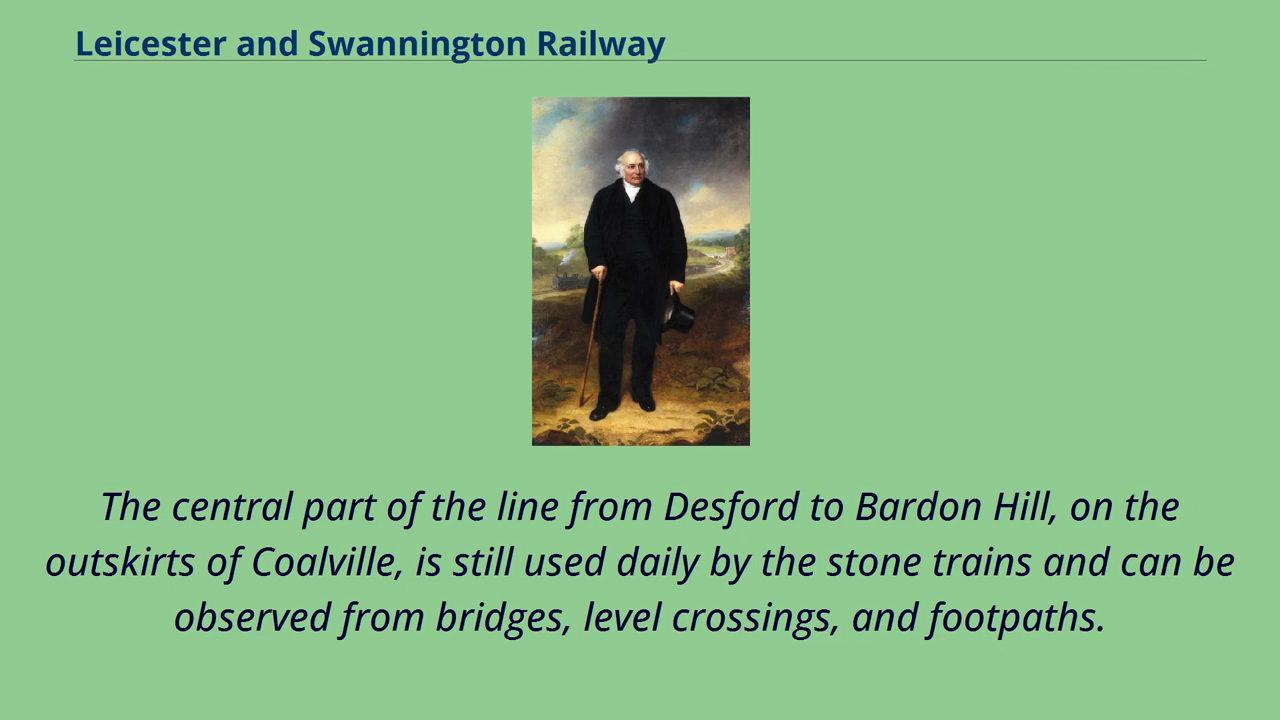 Leicester and Swannington Railway
The central part of the line from Desford to Bardon Hill, on the
outskirts of Coalville, is still used daily by the stone trains and can be
observed from bridges, level crossings, and footpaths.